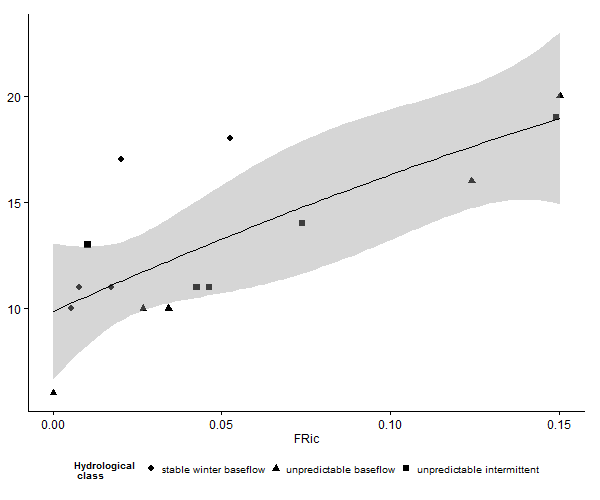 20
15
10
0.00 0.05 0.10 0.15
FRic
Hydrological
class
stable winter baseflow unpredictable baseflow unpredictable intermittent